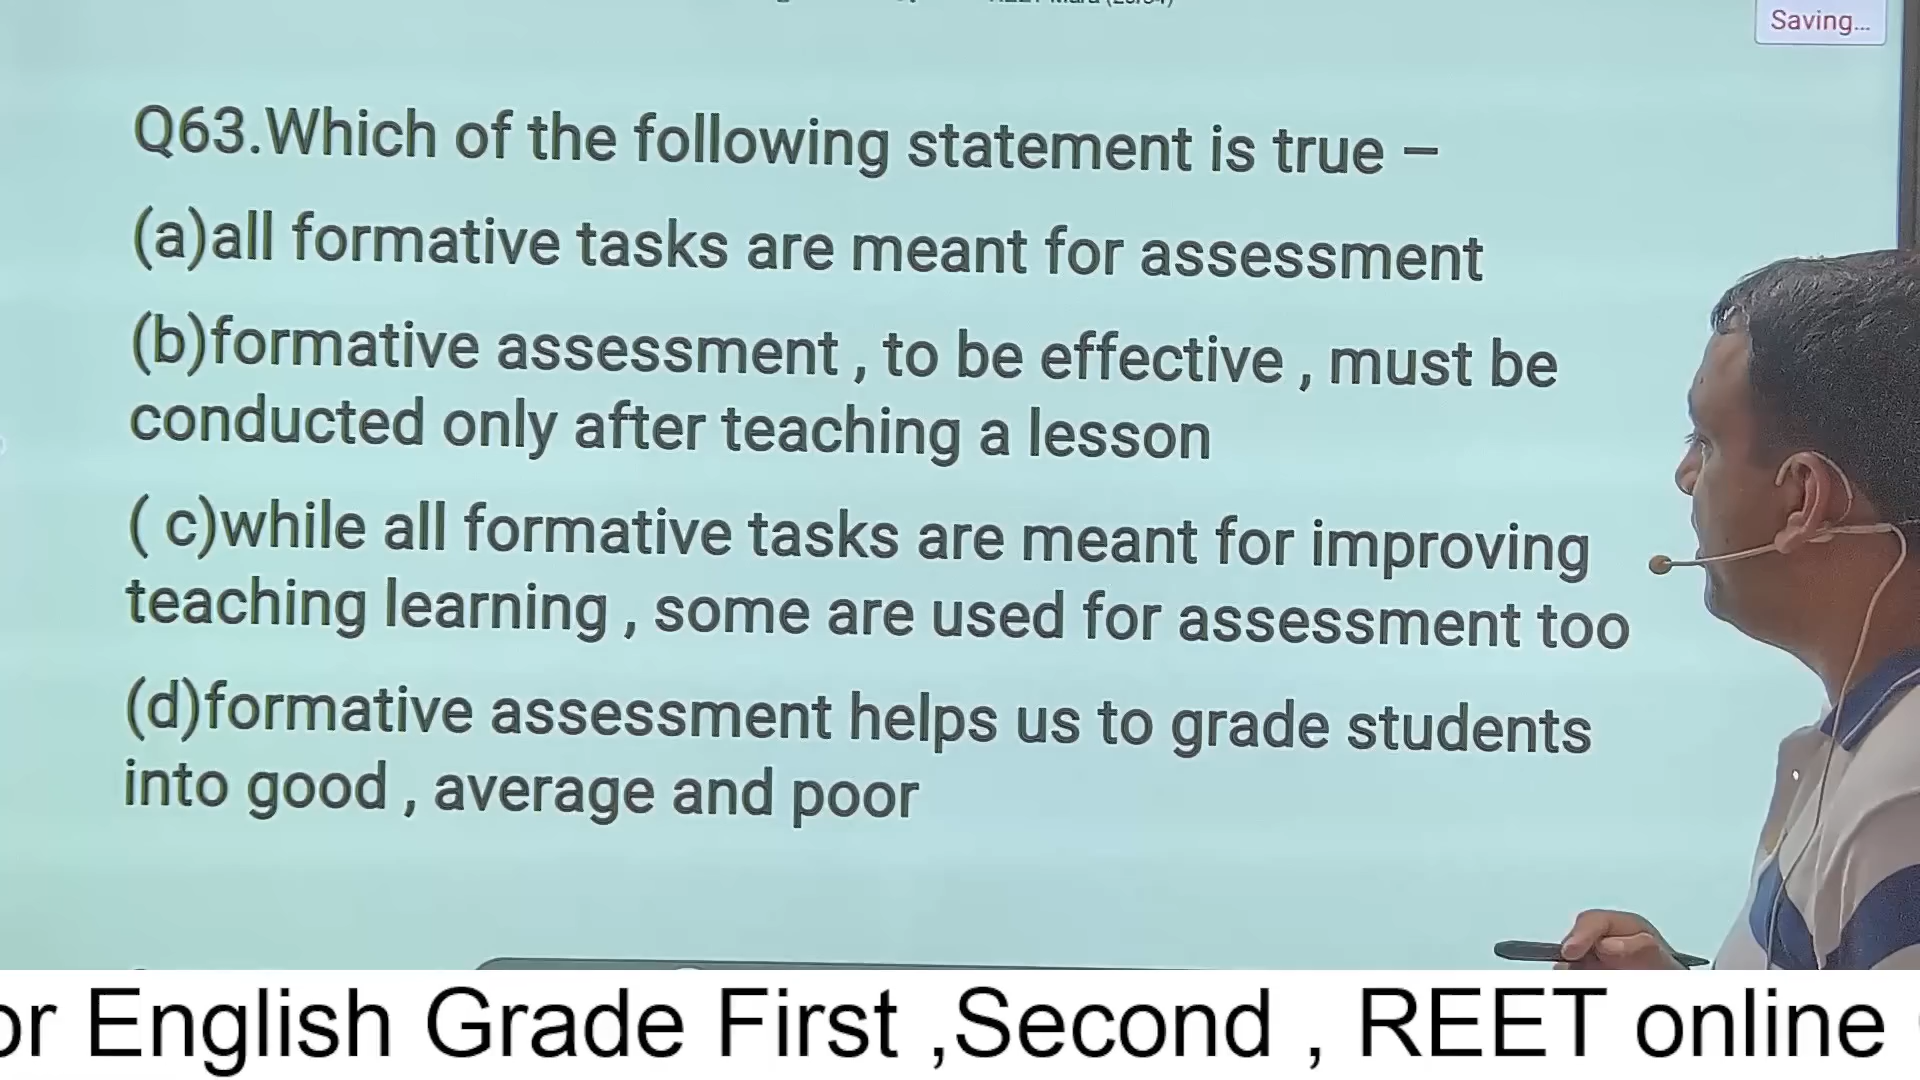 Saving...
Q63.Which of the following statement is true –
(a)all formative tasks are meant for assessment
(b)formative assessment , to be effective , must be
conducted only after teaching a lesson
( c)while all formative tasks are meant for improving
teaching learning , some are used for assessment too
(d)formative assessment helps us to grade students
into good , average and poor
or English Grade First ,Second , REET online